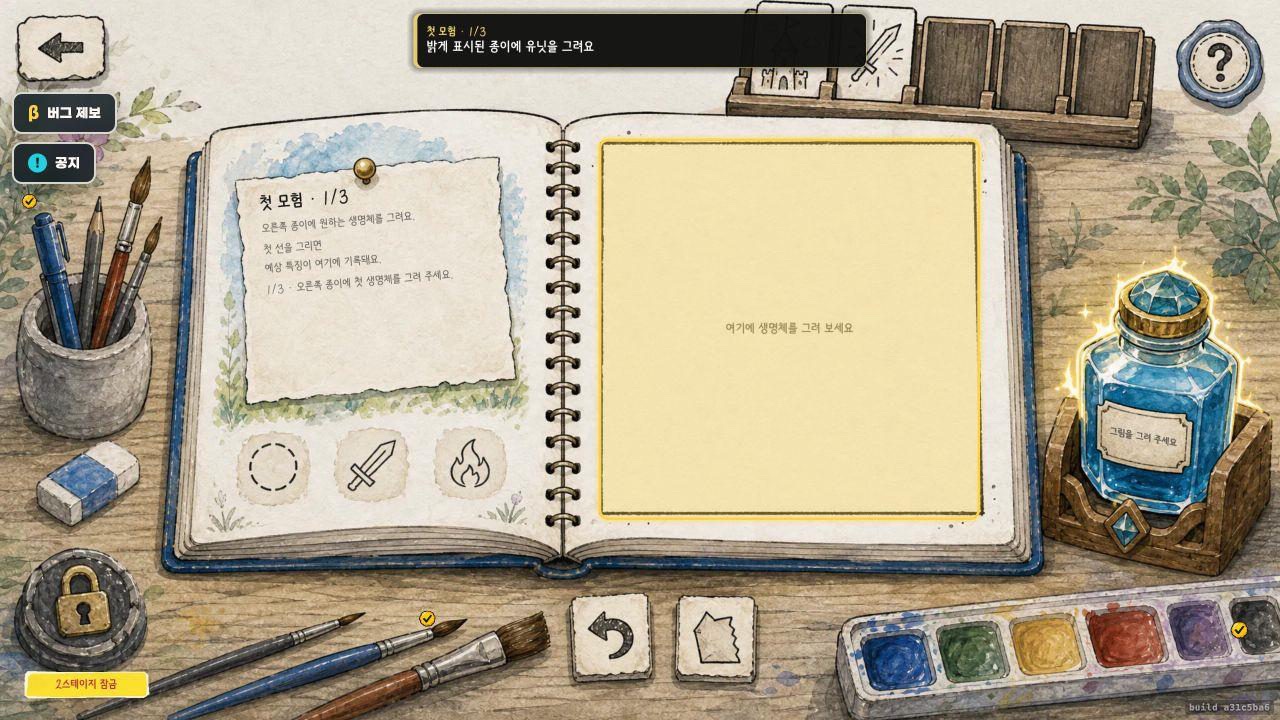 첫 모험 · 1/3
밝게 표시된 종이에 유닛을 그려요
?
β 버그 제보
! 공지
첫 모험 · 1/3
오른쪽 종이에 원하는 생명체를 그려요.
첫 선을 그리면
예상 특징이 여기에 기록돼요.
1/3 · 오른쪽 종이에 첫 생명체를 그려 주세요.
여기에 생명체를 그려 보세요
그림을 그려 주세요
2스테이지 잠금
build a31c5ba6